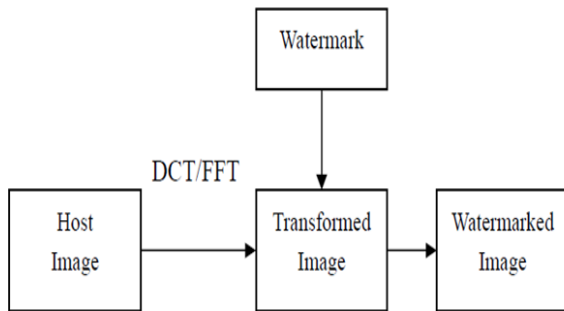 Watermark
DCT/FFT
Host
Image
Transformed
Image
Watermarked
Image